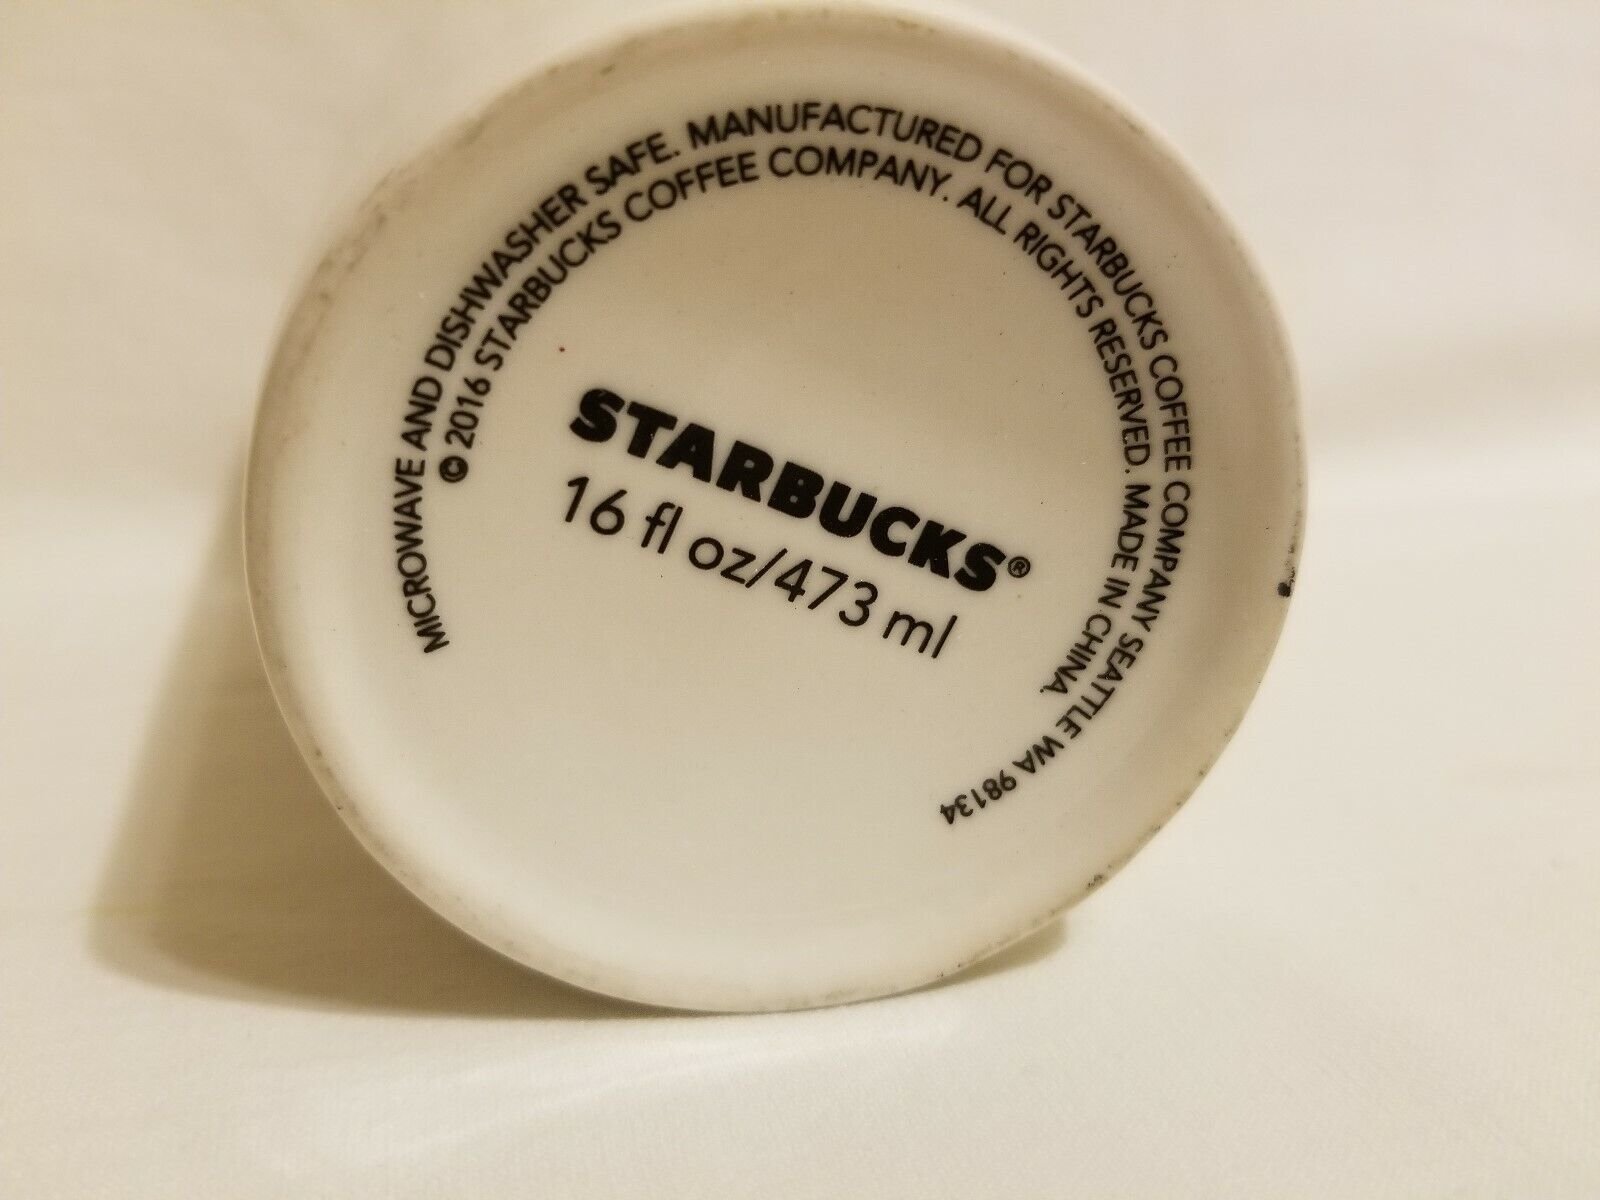 MICROWAVE AND DISHWASHER SAFE. MANUFACTURED FOR STARBUCKS COFFEE COMPANY SEATTLE WA 98134
© 2016 STARBUCKS COFFEE COMPANY. ALL RIGHTS RESERVED. MADE IN CHINA.
STARBUCKS®
16 fl oz/473 ml